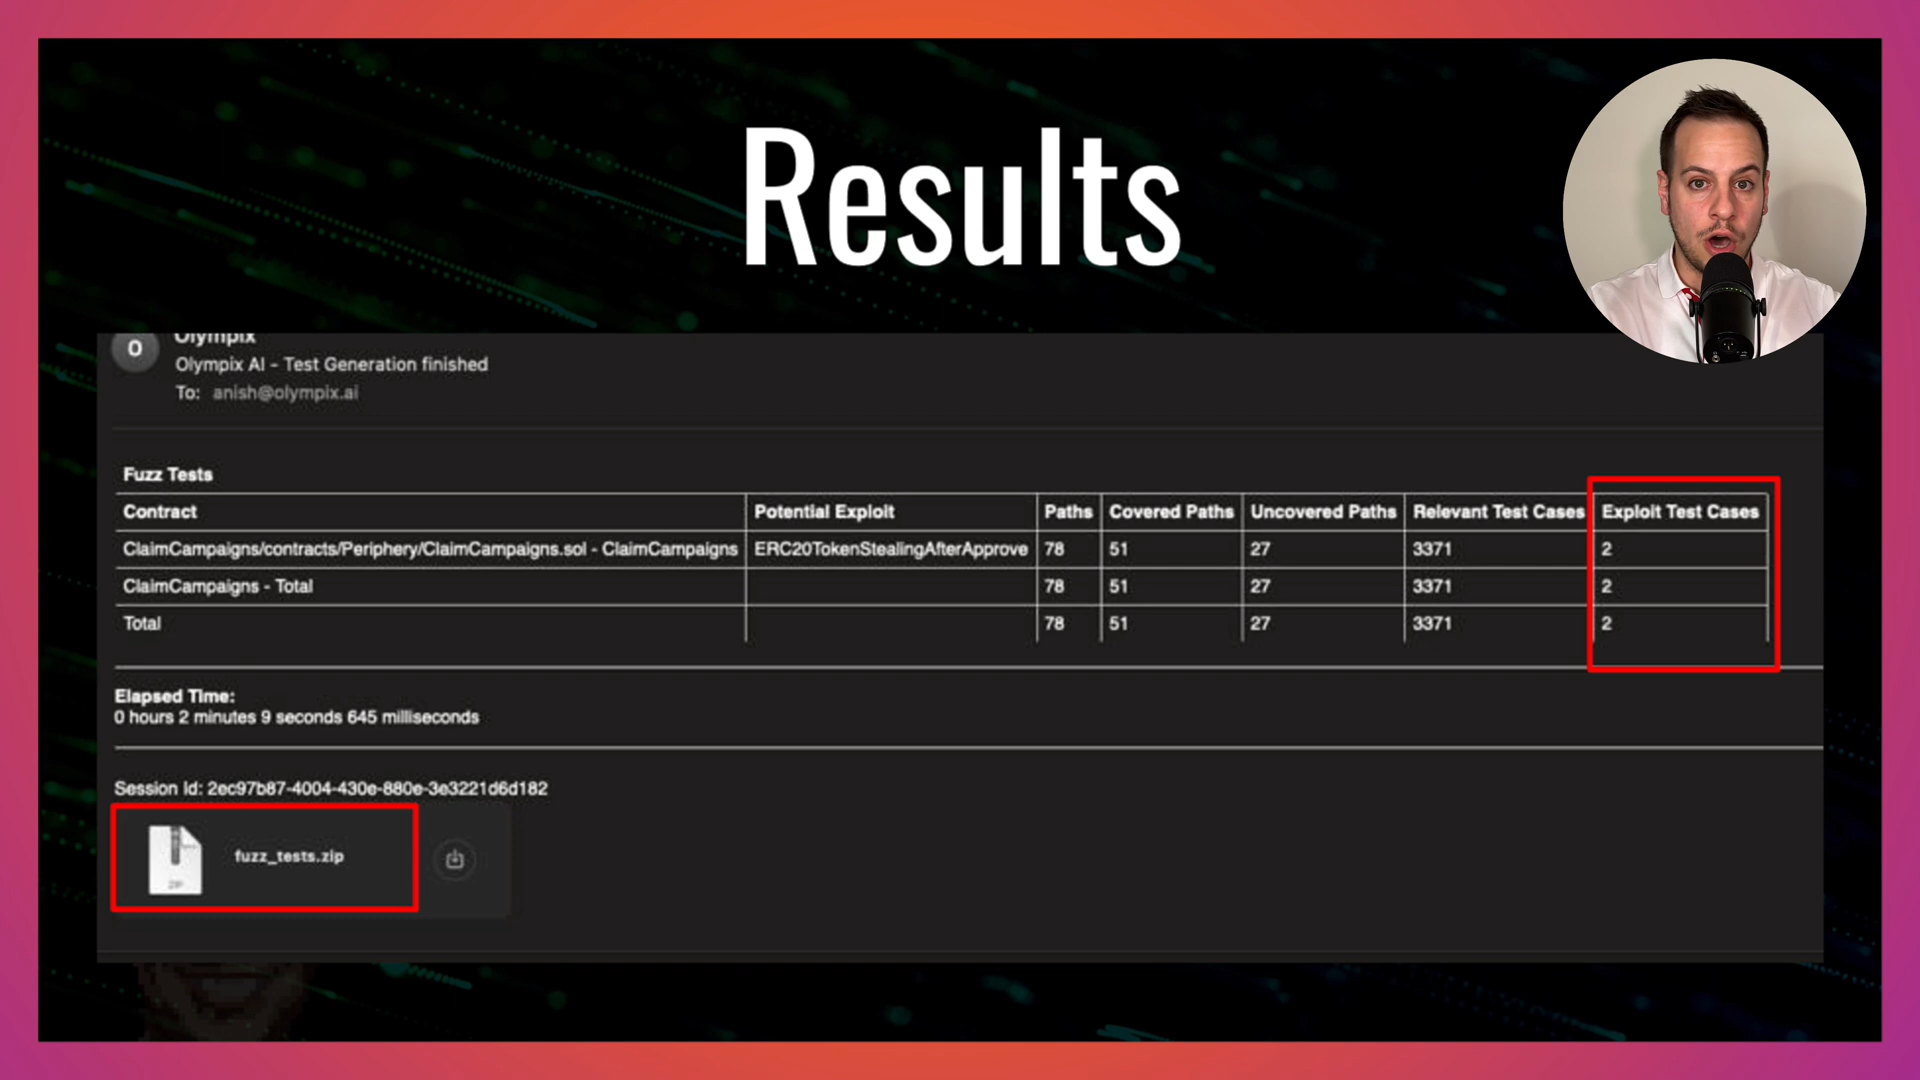 Results
Olympix
O
Olympix AI - Test Generation finished
To: anish@olympix.ai
Fuzz Tests
Contract Potential Exploit Paths Covered Paths Uncovered Paths Relevant Test Cases Exploit Test Cases
ClaimCampaigns/contracts/Periphery/ClaimCampaigns.sol - ClaimCampaigns ERC20TokenStealingAfterApprove 78 51 27 3371 2
ClaimCampaigns - Total 78 51 27 3371 2
Total 78 51 27 3371 2
Elapsed Time:
0 hours 2 minutes 9 seconds 645 milliseconds
Session Id: 2ec97b87-4004-430e-880e-3e3221d6d182
fuzz_tests.zip
ZIP